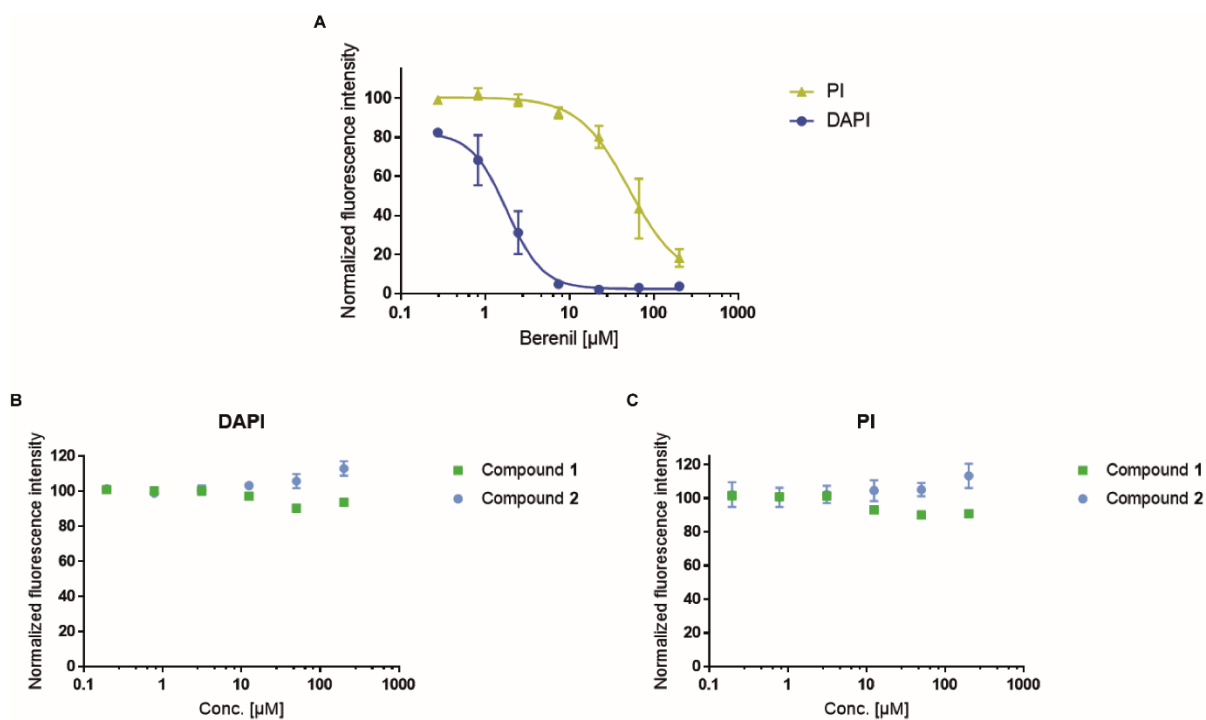 A
Normalized fluorescence intensity
100
80
60
40
20
0
0.1 1 10 100 1000
Berenil [µM]
PI
DAPI
B
DAPI
Normalized fluorescence intensity
120
100
80
60
40
20
0
0.1 1 10 100 1000
Conc. [µM]
Compound 1
Compound 2
C
PI
Normalized fluorescence intensity
120
100
80
60
40
20
0
0.1 1 10 100 1000
Conc. [µM]
Compound 1
Compound 2